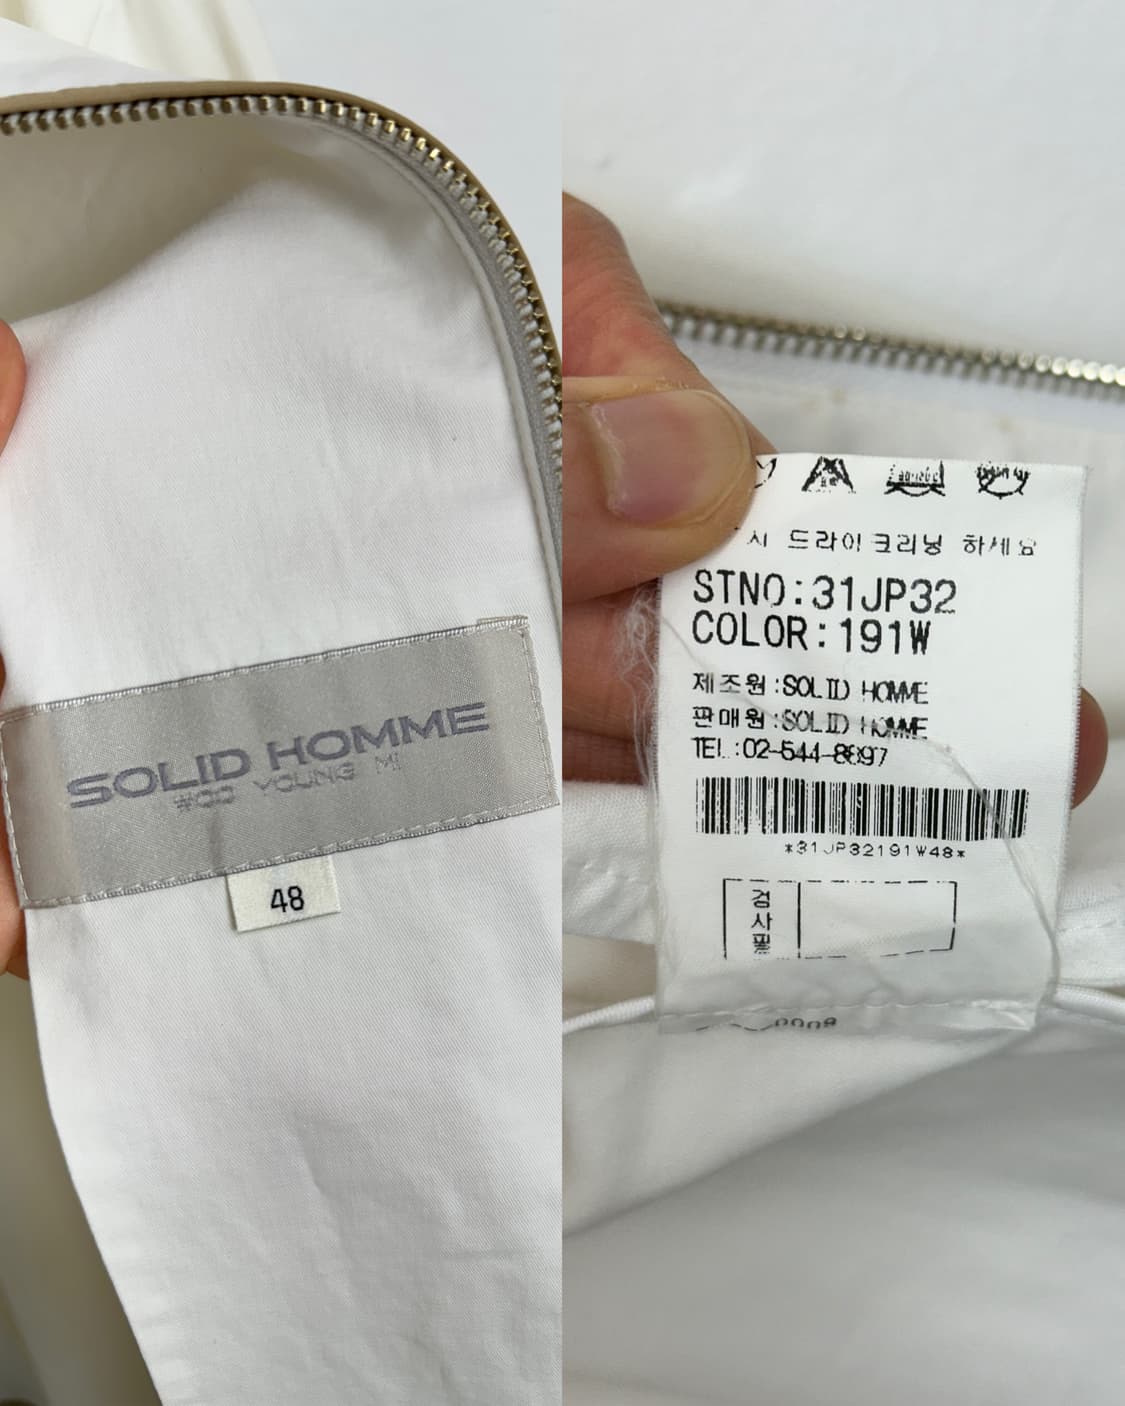 SOLID HOMME
WOO YOUNG MI
48
드라이크리닝 하세요
STNO:31JP32
COLOR:191W
제조원:SOLID HOMME
판매원:SOLID HOMME
TEL:02-544-8697
*31JP32191W48*
검사필
0008